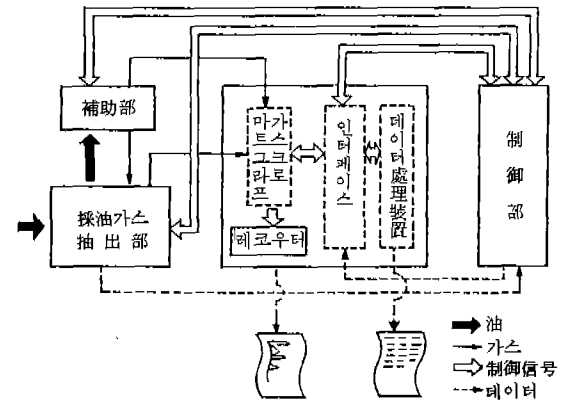 補助部
採油가스
抽出部
가스크로
마트그라프
레코우터
인터페이스
데이터處理裝置
制御部
油
가스
制御信号
데이터